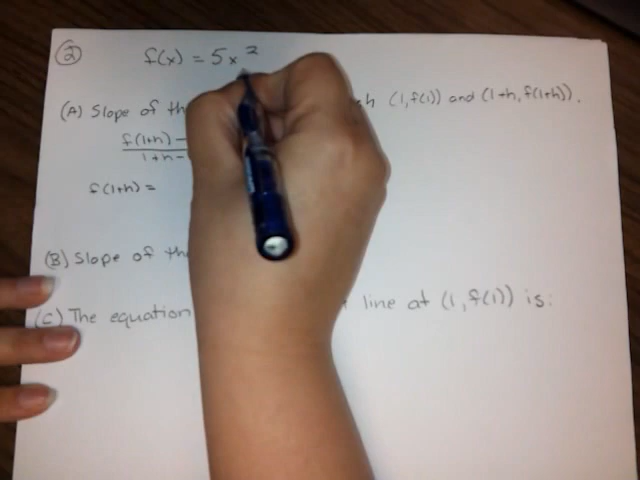 ② f(x) = 5x²
(A) Slope of th (1, f(1)) and (1+h, f(1+h)).
f(1+h) -
1+h -
f(1+h) =
(B) Slope of th
(C) The equation line at (1, f(1)) is: